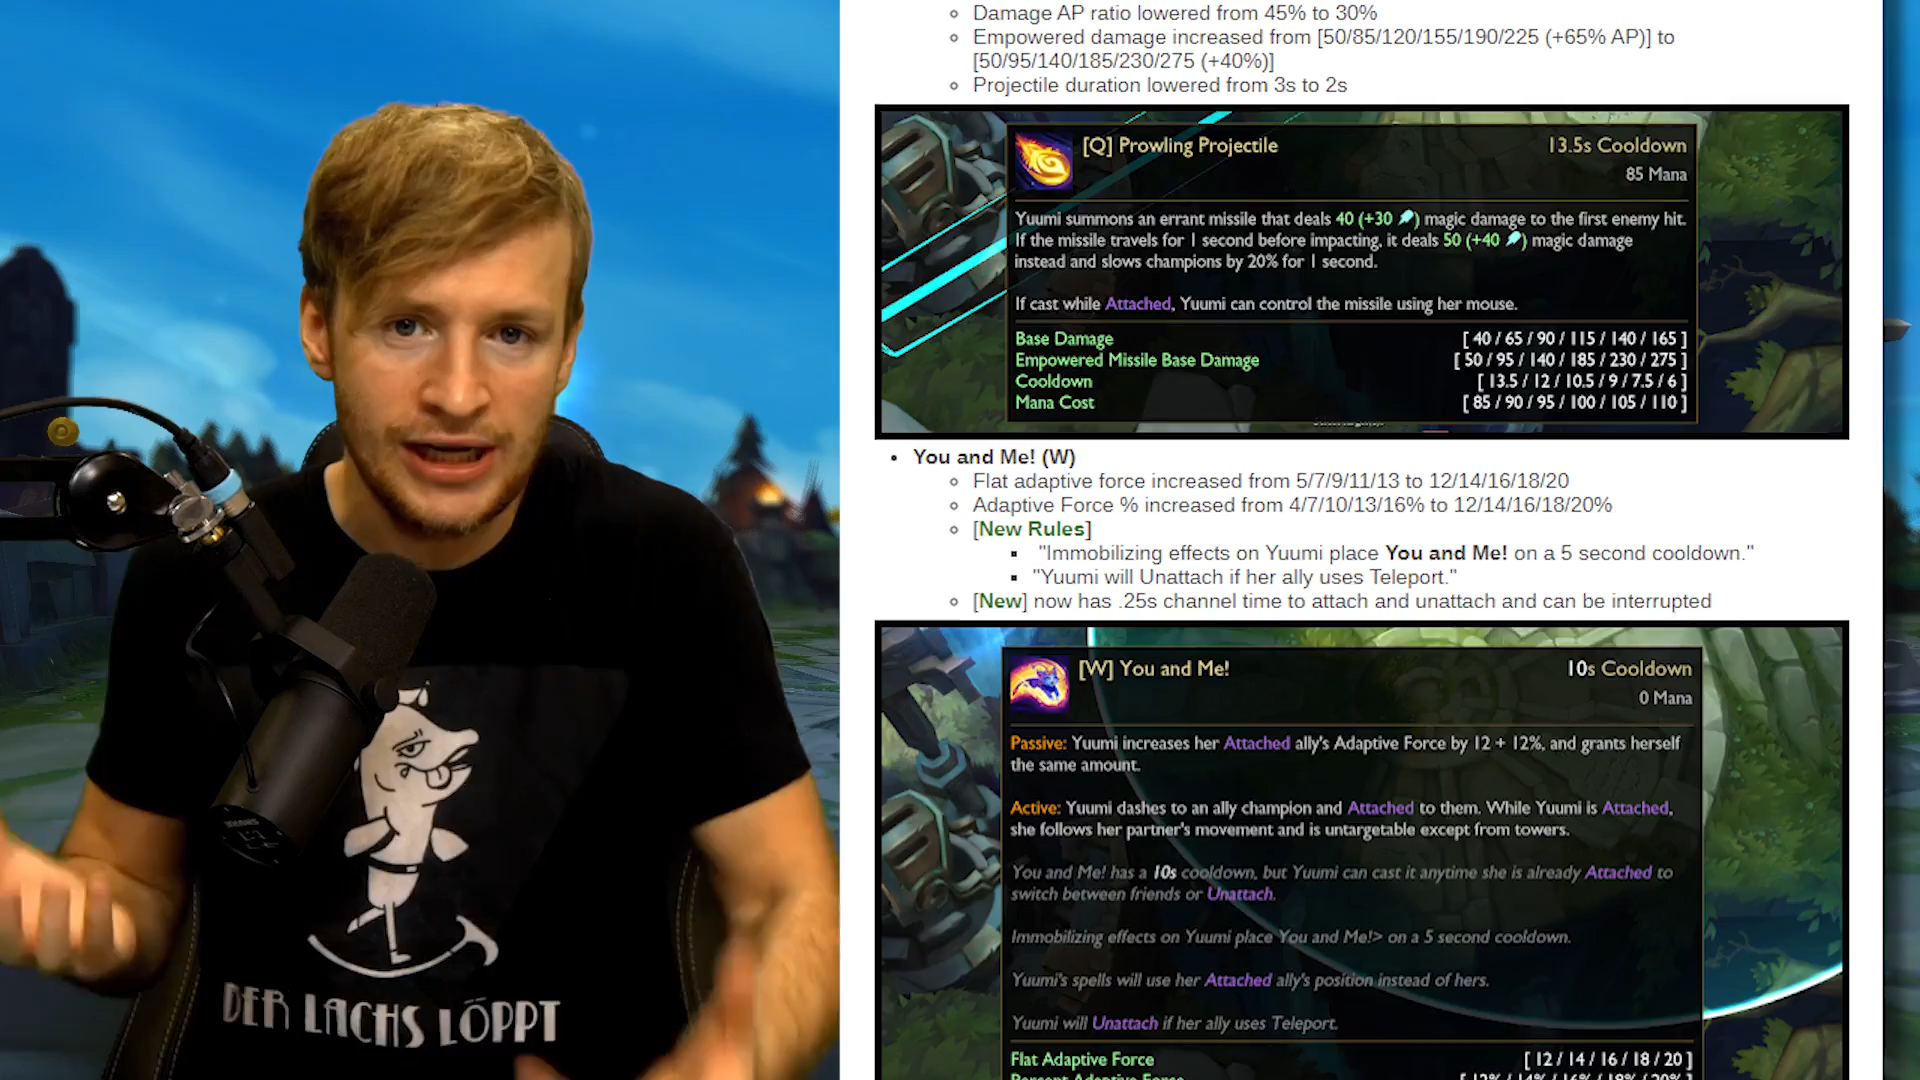 Damage AP ratio lowered from 45% to 30%
Empowered damage increased from [50/85/120/155/190/225 (+65% AP)] to
[50/95/140/185/230/275 (+40%)]
Projectile duration lowered from 3s to 2s
[Q] Prowling Projectile
13.5s Cooldown
85 Mana
Yuumi summons an errant missile that deals 40 (+30 ) magic damage to the first enemy hit.
If the missile travels for 1 second before impacting, it deals 50 (+40 ) magic damage
instead and slows champions by 20% for 1 second.
If cast while Attached, Yuumi can control the missile using her mouse.
Base Damage [ 40 / 65 / 90 / 115 / 140 / 165 ]
Empowered Missile Base Damage [ 50 / 95 / 140 / 185 / 230 / 275 ]
Cooldown [ 13.5 / 12 / 10.5 / 9 / 7.5 / 6 ]
Mana Cost [ 85 / 90 / 95 / 100 / 105 / 110 ]
You and Me! (W)
Flat adaptive force increased from 5/7/9/11/13 to 12/14/16/18/20
Adaptive Force % increased from 4/7/10/13/16% to 12/14/16/18/20%
[New Rules]
"Immobilizing effects on Yuumi place You and Me! on a 5 second cooldown."
"Yuumi will Unattach if her ally uses Teleport."
[New] now has .25s channel time to attach and unattach and can be interrupted
[W] You and Me!
10s Cooldown
0 Mana
Passive: Yuumi increases her Attached ally's Adaptive Force by 12 + 12%, and grants herself
the same amount.
Active: Yuumi dashes to an ally champion and Attached to them. While Yuumi is Attached,
she follows her partner's movement and is untargetable except from towers.
You and Me! has a 10s cooldown, but Yuumi can cast it anytime she is already Attached to
switch between friends or Unattach.
Immobilizing effects on Yuumi place You and Me!> on a 5 second cooldown.
Yuumi's spells will use her Attached ally's position instead of hers.
Yuumi will Unattach if her ally uses Teleport.
Flat Adaptive Force [ 12 / 14 / 16 / 18 / 20 ]
Percent Adaptive Force [ 12% / 14% / 16% / 18% / 20% ]
DER LACHS LÖPPT